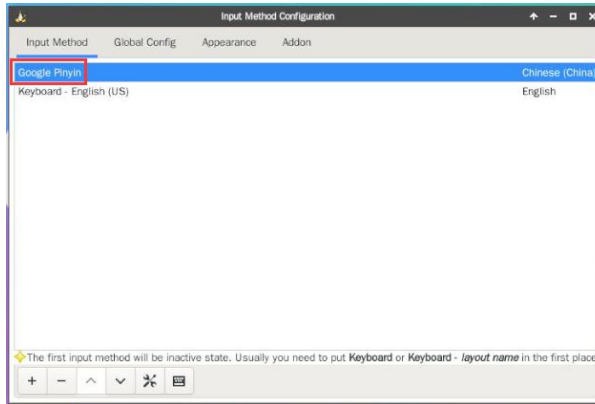 Input Method Configuration
Input Method Global Config Appearance Addon
Google Pinyin Chinese (China)
Keyboard - English (US) English
The first input method will be inactive state. Usually you need to put Keyboard or Keyboard - layout name in the first place